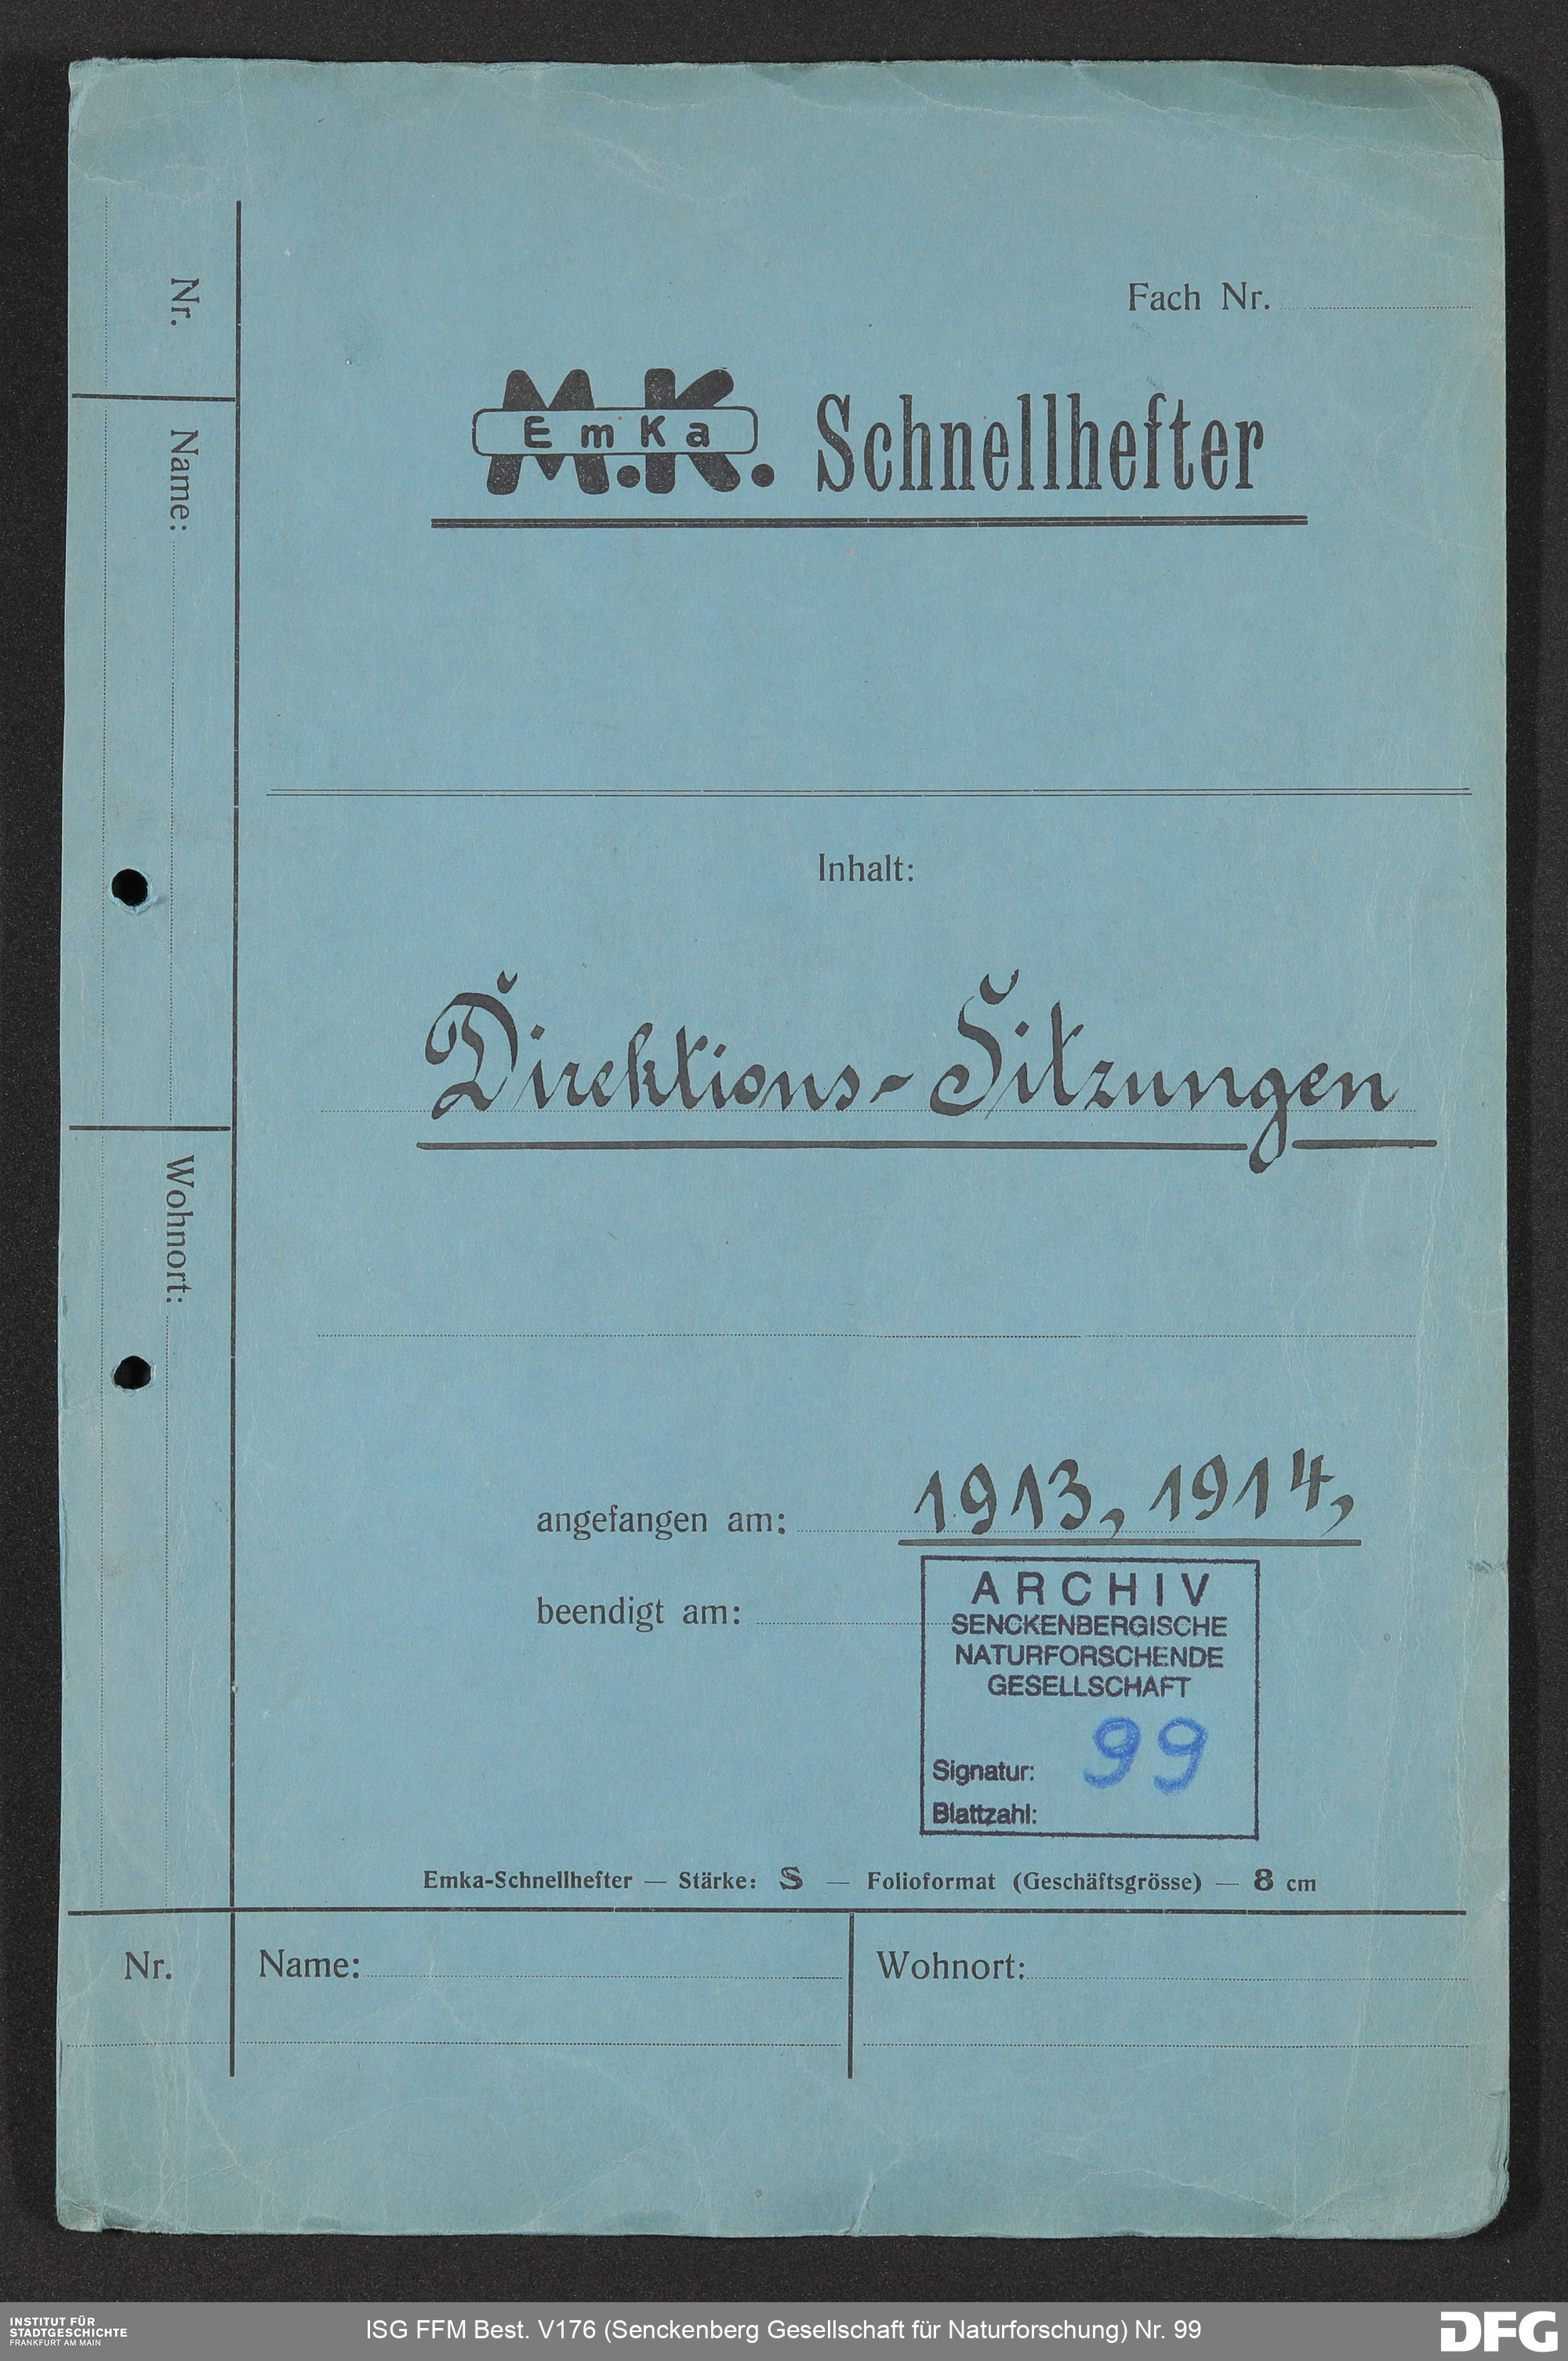 Fach Nr.
M.K. EmKa Schnellhefter
Inhalt:
Direktions-Sitzungen
angefangen am: 1913, 1914,
beendigt am:
ARCHIV
SENCKENBERGISCHE
NATURFORSCHENDE
GESELLSCHAFT
99
Signatur:
Blattzahl:
Emka-Schnellhefter — Stärke: S — Folioformat (Geschäftsgrösse) — 8 cm
Nr.
Name:
Wohnort:
Nr.
Name:
Wohnort:
INSTITUT FÜR
STADTGESCHICHTE
FRANKFURT AM MAIN
ISG FFM Best. V176 (Senckenberg Gesellschaft für Naturforschung) Nr. 99
DFG